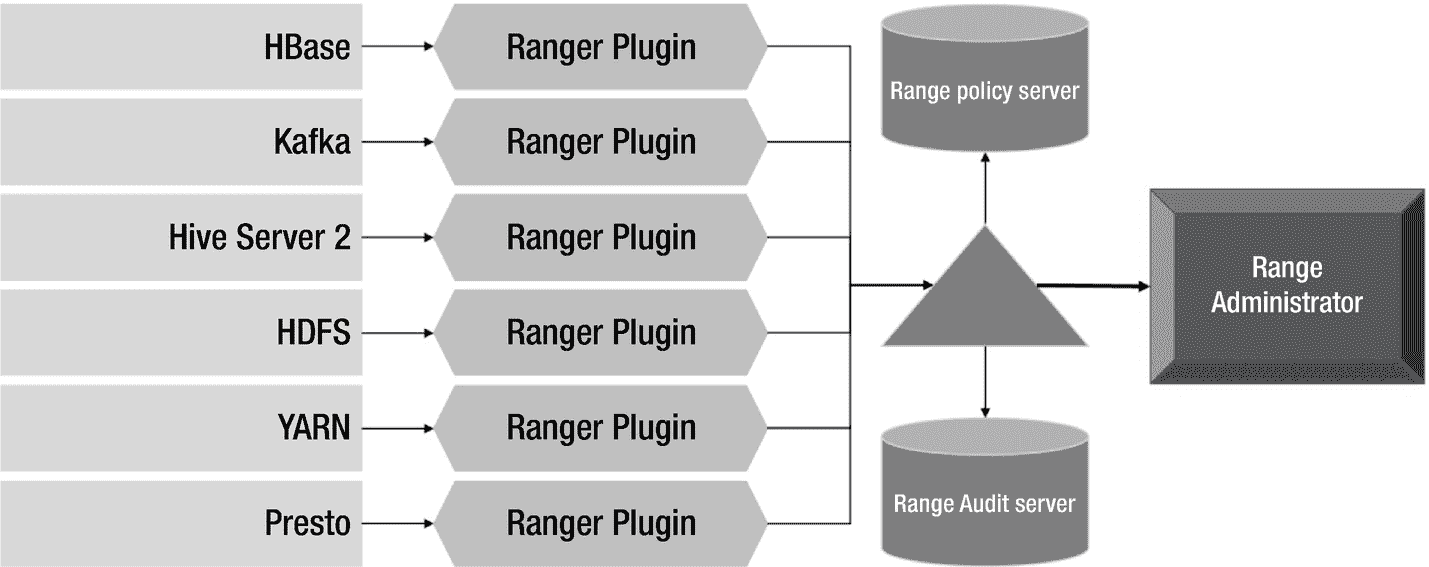 HBase
Ranger Plugin
Kafka
Ranger Plugin
Hive Server 2
Ranger Plugin
HDFS
Ranger Plugin
YARN
Ranger Plugin
Presto
Ranger Plugin
Range policy server
Range
Administrator
Range Audit server